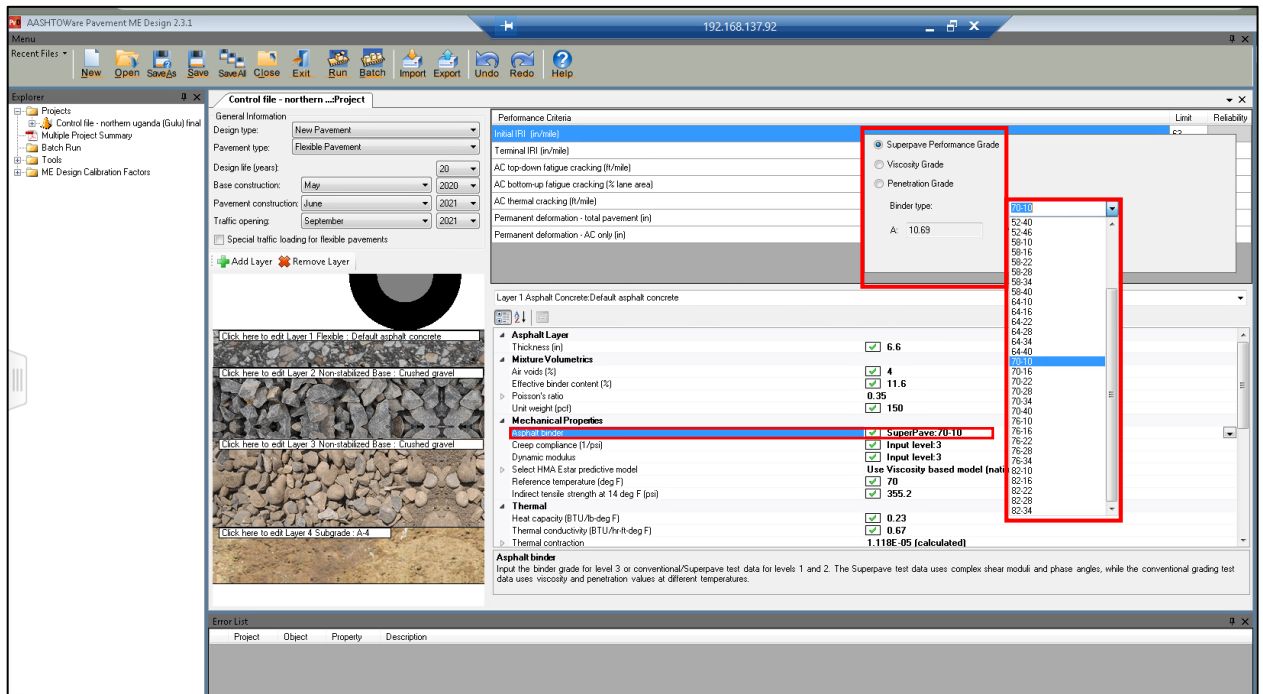 AASHTOWare Pavement ME Design 2.3.1
192.168.137.92
Menu
Recent Files
New Open SaveAs Save SaveAll Close Exit Run Batch Import Export Undo Redo Help
Explorer
Projects
Control file - northern uganda (Gulu) final
Multiple Project Summary
Batch Run
Tools
ME Design Calibration Factors
Control file - northern ...:Project
General Information
Design type: New Pavement
Pavement type: Flexible Pavement
Design life (years): 20
Base construction: May 2020
Pavement construction: June 2021
Traffic opening: September 2021
Special traffic loading for flexible pavements
Add Layer Remove Layer
Click here to edit Layer 1 Flexible : Default asphalt concrete
Click here to edit Layer 2 Non-stabilized Base : Crushed gravel
Click here to edit Layer 3 Non-stabilized Base : Crushed gravel
Click here to edit Layer 4 Subgrade : A-4
Performance Criteria Limit Reliability
Initial IRI (in/mile) 63
Terminal IRI (in/mile)
AC top-down fatigue cracking (ft/mile)
AC bottom-up fatigue cracking (% lane area)
AC thermal cracking (ft/mile)
Permanent deformation - total pavement (in)
Permanent deformation - AC only (in)
Superpave Performance Grade
Viscosity Grade
Penetration Grade
Binder type: 70-10
A: 10.69
52-40
52-46
58-10
58-16
58-22
58-28
58-34
58-40
64-10
64-16
64-22
64-28
64-34
64-40
70-10
70-16
70-22
70-28
70-34
70-40
76-10
76-16
76-22
76-28
76-34
82-10
82-16
82-22
82-28
82-34
Layer 1 Asphalt Concrete:Default asphalt concrete
Asphalt Layer
Thickness (in) 6.6
Mixture Volumetrics
Air voids (%) 4
Effective binder content (%) 11.6
Poisson's ratio 0.35
Unit weight (pcf) 150
Mechanical Properties
Asphalt binder SuperPave:70-10
Creep compliance (1/psi) Input level:3
Dynamic modulus Input level:3
Select HMA Estar predictive model Use Viscosity based model (nati
Reference temperature (deg F) 70
Indirect tensile strength at 14 deg F (psi) 355.2
Thermal
Heat capacity (BTU/lb-deg F) 0.23
Thermal conductivity (BTU/hr-ft-deg F) 0.67
Thermal contraction 1.118E-05 (calculated)
Asphalt binder
Input the binder grade for level 3 or conventional/Superpave test data for levels 1 and 2. The Superpave test data uses complex shear moduli and phase angles, while the conventional grading test
data uses viscosity and penetration values at different temperatures.
Error List
Project Object Property Description